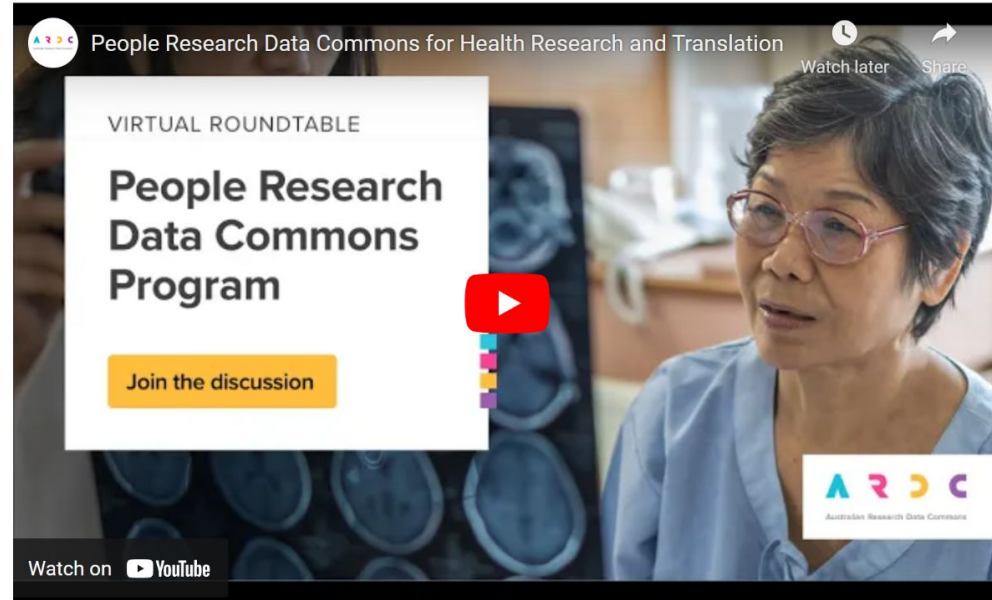 People Research Data Commons for Health Research and Translation
Watch later
Share
VIRTUAL ROUNDTABLE
People Research
Data Commons
Program
Join the discussion
ARDC
Australian Research Data Commons
Watch on YouTube